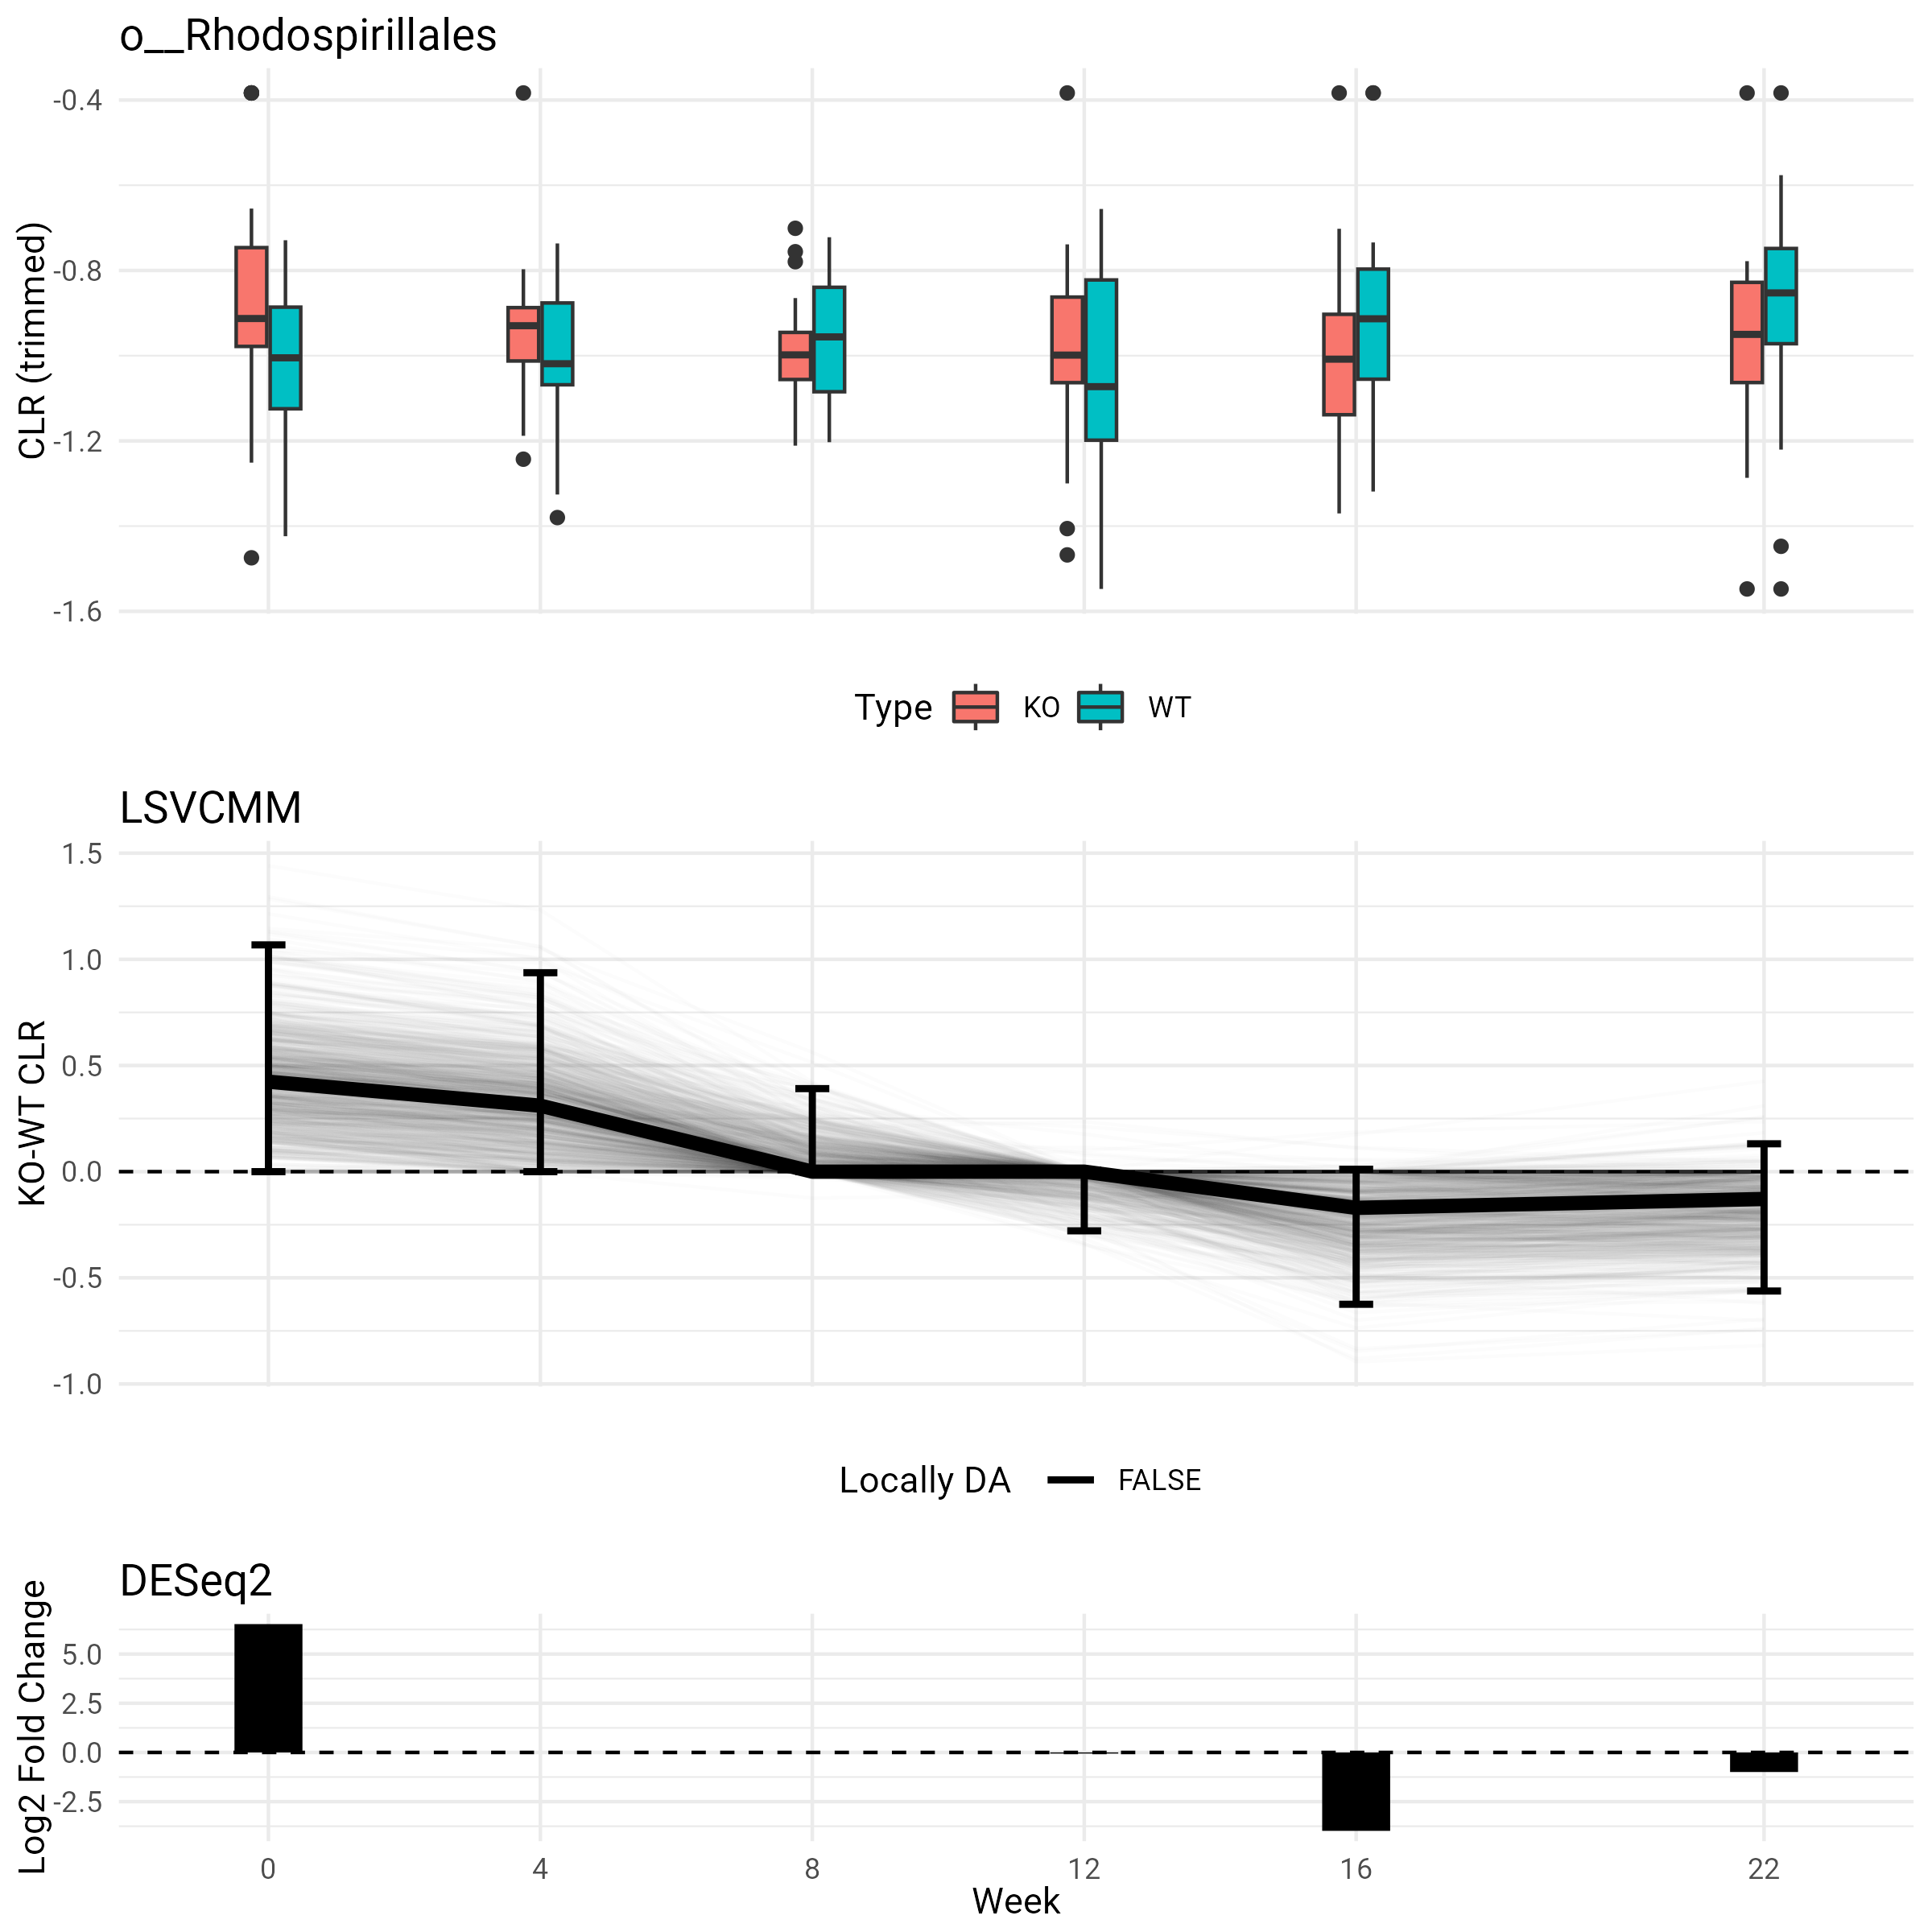 o__Rhodospirillales
CLR (trimmed)
-0.4
-0.8
-1.2
-1.6
Type KO WT
LSVCMM
KO-WT CLR
1.5
1.0
0.5
0.0
-0.5
-1.0
Locally DA FALSE
DESeq2
Log2 Fold Change
5.0
2.5
0.0
-2.5
0 4 8 12 16 22
Week